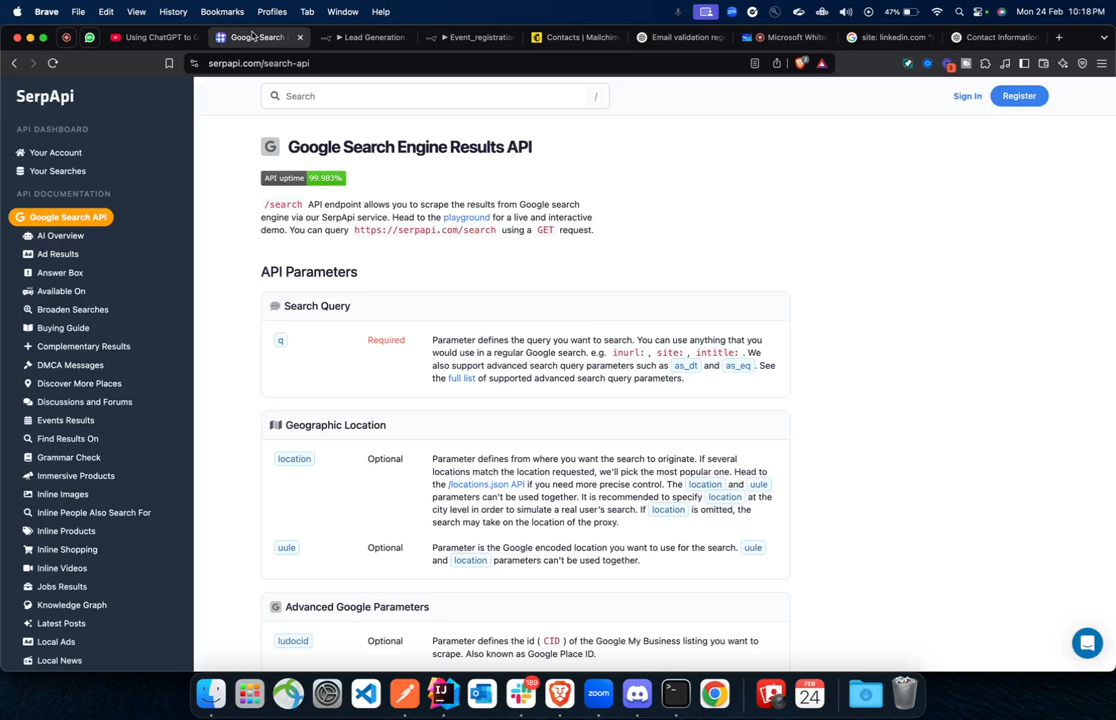 Brave File Edit View History Bookmarks Profiles Tab Window Help 47% Mon 24 Feb 10:18 PM
Using ChatGPT to G Google Search Lead Generation Event_registratio Contacts | Mailchim Email validation reg Microsoft White site: linkedin.com " Contact Information
serpapi.com/search-api
SerpApi
Search /
Sign In Register
API DASHBOARD
Your Account
Your Searches
API DOCUMENTATION
Google Search API
AI Overview
Ad Results
Answer Box
Available On
Broaden Searches
Buying Guide
Complementary Results
DMCA Messages
Discover More Places
Discussions and Forums
Events Results
Find Results On
Grammar Check
Immersive Products
Inline Images
Inline People Also Search For
Inline Products
Inline Shopping
Inline Videos
Jobs Results
Knowledge Graph
Latest Posts
Local Ads
Local News
G Google Search Engine Results API
API uptime 99.983%
/search API endpoint allows you to scrape the results from Google search
engine via our SerpApi service. Head to the playground for a live and interactive
demo. You can query https://serpapi.com/search using a GET request.
API Parameters
Search Query
q Required Parameter defines the query you want to search. You can use anything that you
would use in a regular Google search. e.g. inurl: , site: , intitle: . We
also support advanced search query parameters such as as_dt and as_eq . See
the full list of supported advanced search query parameters.
Geographic Location
location Optional Parameter defines from where you want the search to originate. If several
locations match the location requested, we'll pick the most popular one. Head to
the /locations.json API if you need more precise control. The location and uule
parameters can't be used together. It is recommended to specify location at the
city level in order to simulate a real user's search. If location is omitted, the
search may take on the location of the proxy.
uule Optional Parameter is the Google encoded location you want to use for the search. uule
and location parameters can't be used together.
G Advanced Google Parameters
ludocid Optional Parameter defines the id ( CID ) of the Google My Business listing you want to
scrape. Also known as Google Place ID.
189
zoom
FEB
24